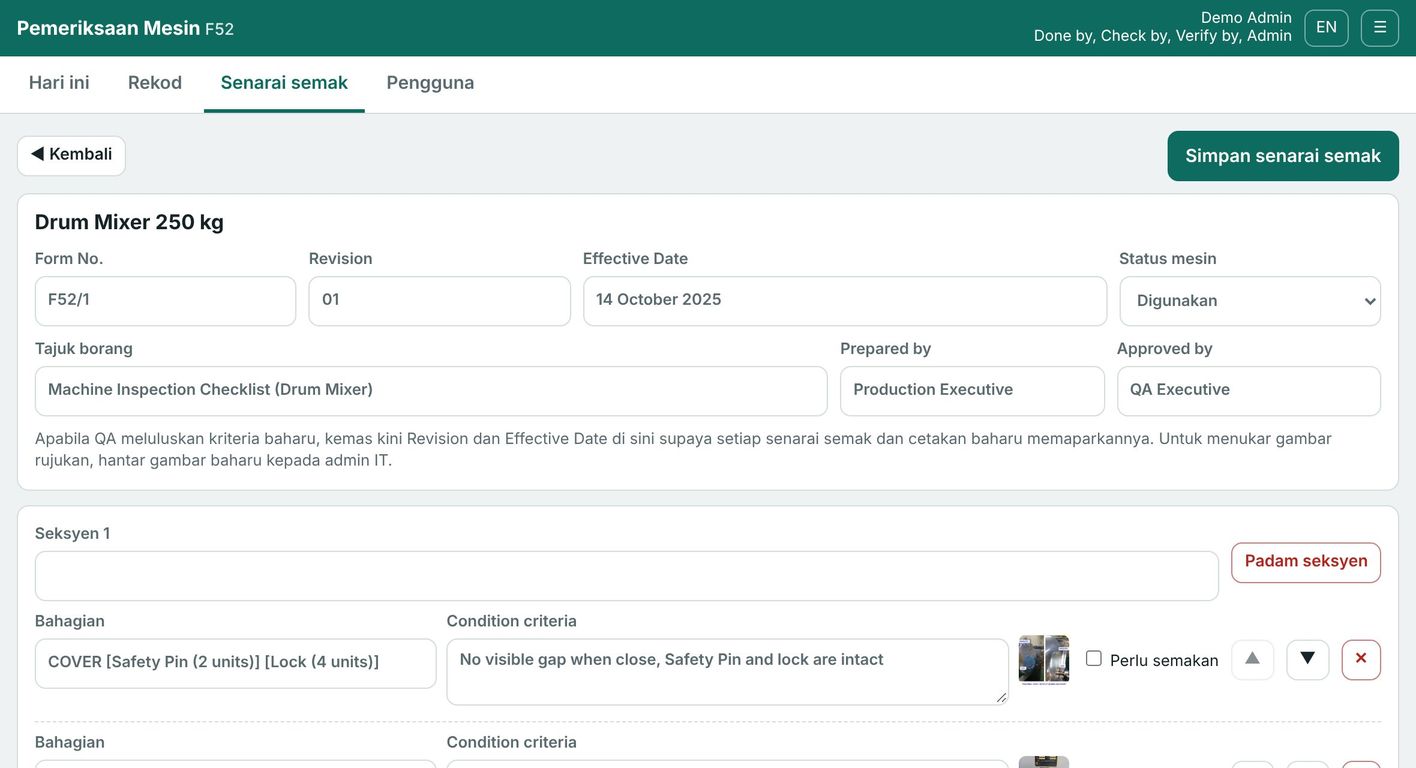 Pemeriksaan Mesin F52
Demo Admin
Done by, Check by, Verify by, Admin
EN
☰
Hari ini
Rekod
Senarai semak
Pengguna
◀ Kembali
Simpan senarai semak
Drum Mixer 250 kg
Form No.
Revision
Effective Date
Status mesin
F52/1
01
14 October 2025
Digunakan
Tajuk borang
Prepared by
Approved by
Machine Inspection Checklist (Drum Mixer)
Production Executive
QA Executive
Apabila QA meluluskan kriteria baharu, kemas kini Revision dan Effective Date di sini supaya setiap senarai semak dan cetakan baharu memaparkannya. Untuk menukar gambar
rujukan, hantar gambar baharu kepada admin IT.
Seksyen 1
Padam seksyen
Bahagian
Condition criteria
COVER [Safety Pin (2 units)] [Lock (4 units)]
No visible gap when close, Safety Pin and lock are intact
Perlu semakan
▲
▼
✕
Bahagian
Condition criteria